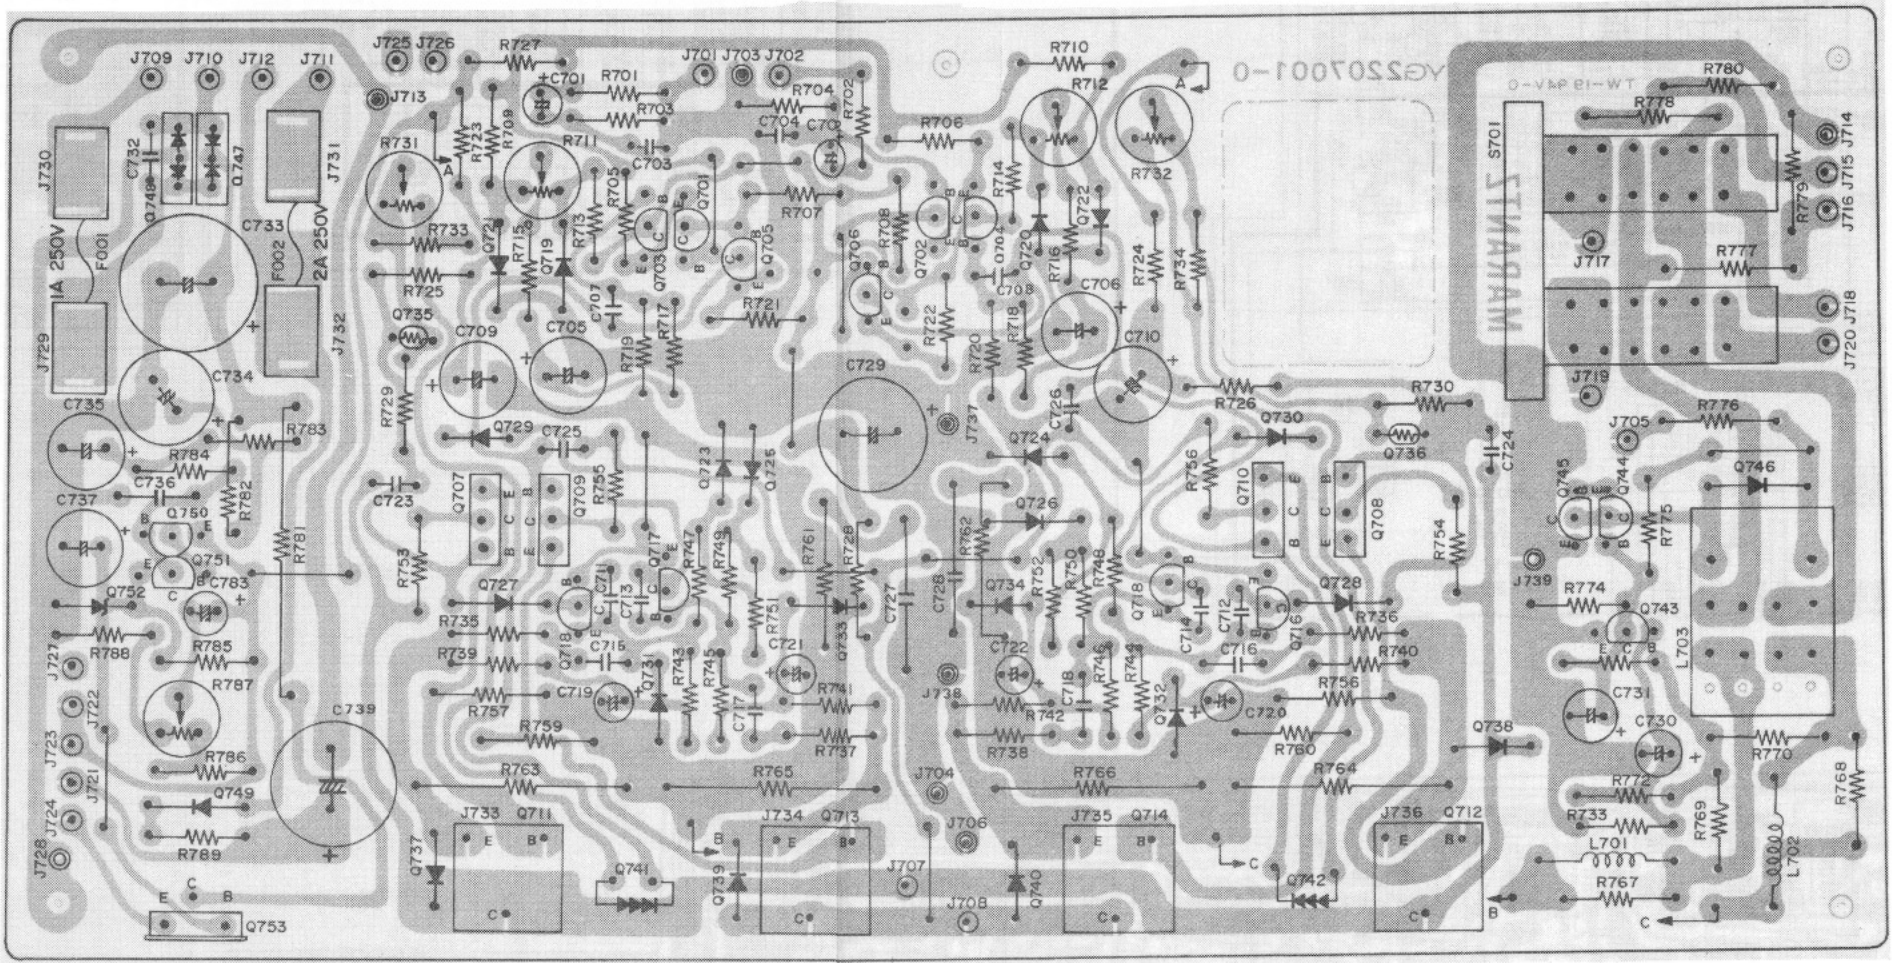 J709 J710 J712 J711 J725 J726 R727 J701 J703 J702 R710
C701 R701 R704 R702 R712 A YG2207001-0 TW-19 94V-0 R780
J713 R703 C704 R706 R778
J730 C732 Q748 Q747 J731 R731 R723 R709 A R711 C703 R714 R732 S701 J714
R713 R705 Q701 R707 R708 Q722 R779 J715
C733 R733 Q721 R715 Q719 Q705 Q706 Q702 Q704 Q720 R716 R724 R734 J716
1A 250V F001 F002 2A 250V R725 Q703 C708 C706 MARANTZ J717 R777
J729 J732 Q735 C709 C707 C705 R717 R721 R722 R720 R718 C710 J718
C734 R719 C729 J720
C735 R729 C726 R726 R730 J719
R783 Q729 C725 J737 Q724 Q730 J705 R776
R784 C736 R782 C723 Q707 Q709 R755 Q723 Q725 R756 Q710 Q736 C724 Q746
C737 Q750 Q726 Q708 Q745 Q744 R775
B E E C B B C E E C B B C E
Q751 R781 R753 Q717 R747 R749 R761 R728 R762 R754
Q752 C783 Q727 C711 C713 R751 C727 C728 Q734 R752 R750 R748 Q718 Q728 J739 R774
R788 R735 Q718 Q733 C714 C712 Q716 R736 Q743 L703
J727 R785 R739 C715 Q731 R743 R745 C721 C722 R746 R744 C716 R740
R787 R757 C719 C717 R741 J738 R742 C718 Q732 C720 R756 C731
J722 C739 R759 R737 R738 R760 Q738 C730 R770
J723 R786 R763 R765 J704 R766 R764 R772 R768
J721 Q749 J733 Q711 J734 Q713 J706 J735 Q714 J736 Q712 R733 R769
J724 R789 E B B E B E B C E B L701 L702
J728 Q737 Q741 Q739 J707 Q740 Q742 R767
E C B C C J708 C C B C
Q753